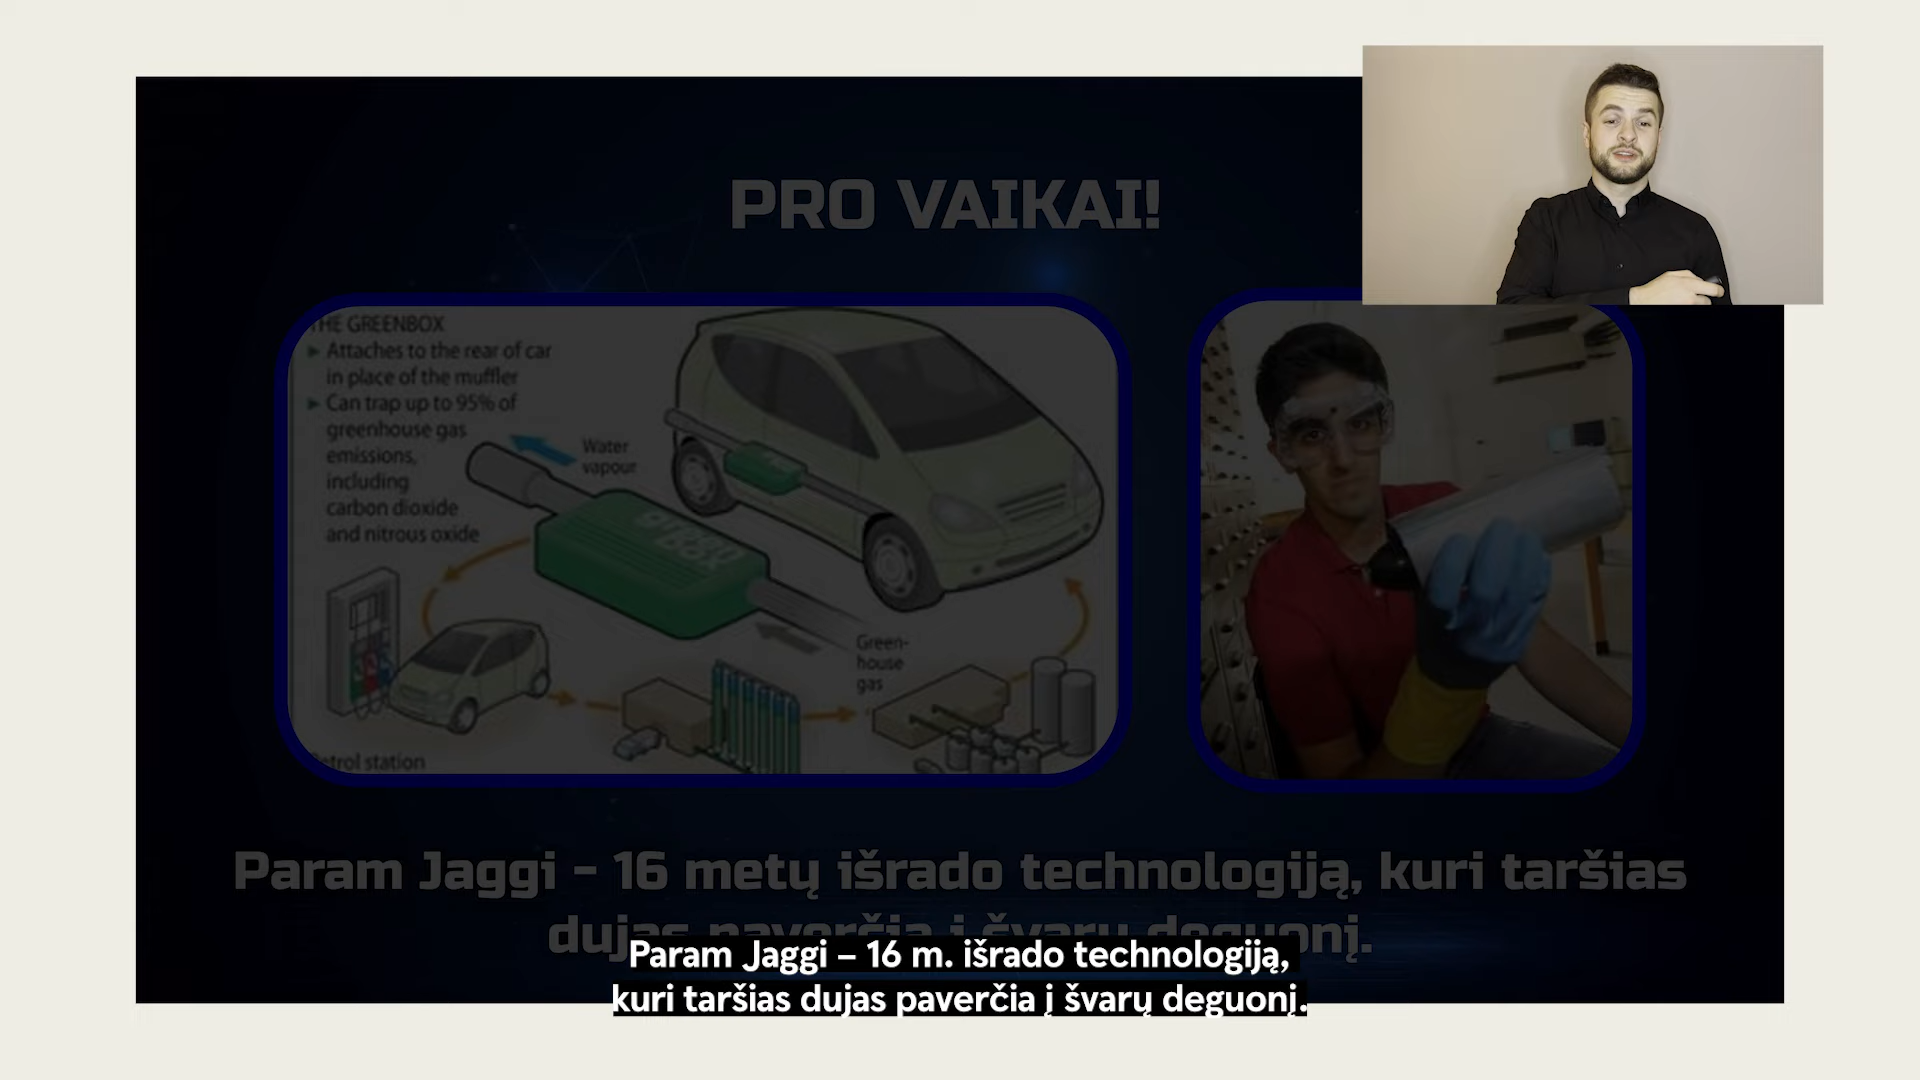 PRO VAIKAI!
THE GREENBOX
Attaches to the rear of car
in place of the muffler
Can trap up to 95% of
greenhouse gas
emissions,
including
carbon dioxide
and nitrous oxide
Water
vapour
green
box
Green-
house
gas
Petrol station
Param Jaggi - 16 metų išrado technologiją, kuri taršias
dujas paverčia į švarų deguonį.
Param Jaggi – 16 m. išrado technologiją,
kuri taršias dujas paverčia į švarų deguonį.